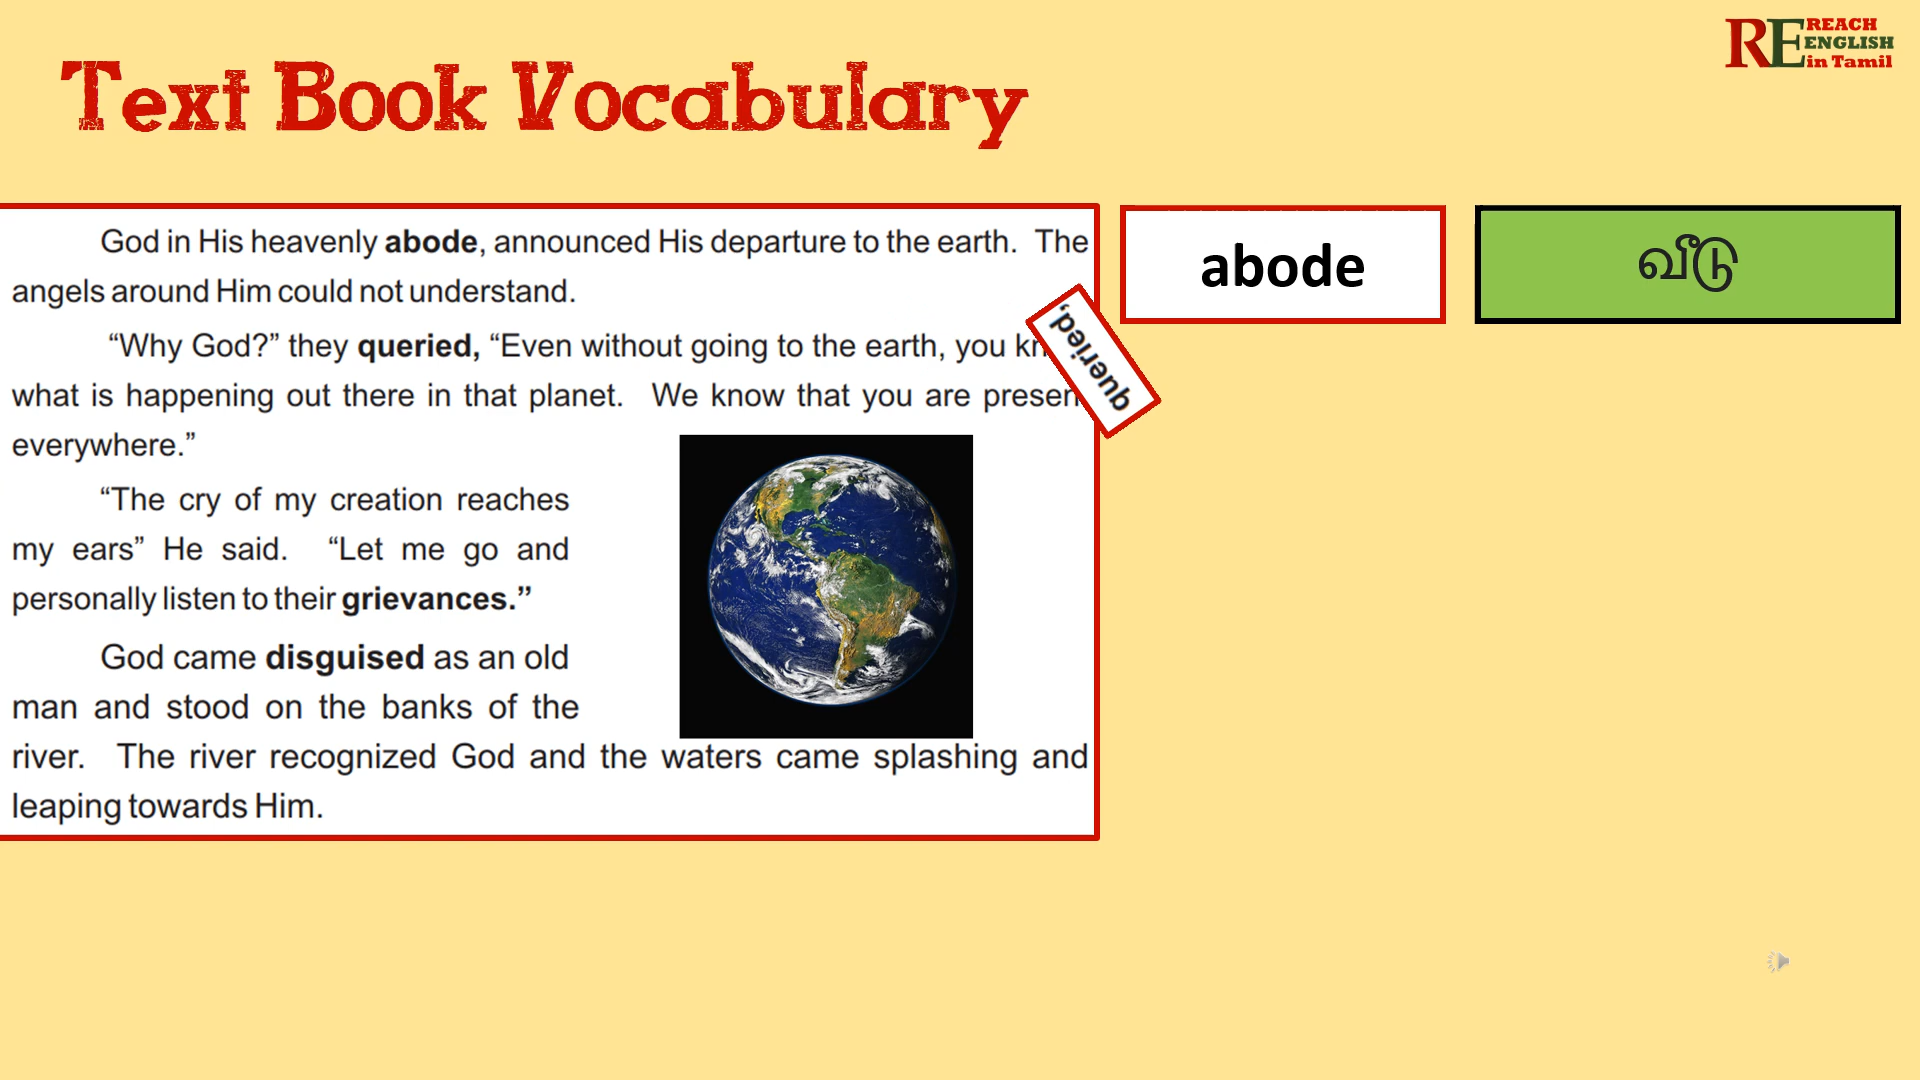 REACH
RE ENGLISH
in Tamil
Text Book Vocabulary
God in His heavenly abode, announced His departure to the earth. The
angels around Him could not understand.
“Why God?” they queried, “Even without going to the earth, you
what is happening out there in that planet. We know that you are
everywhere.”
“The cry of my creation reaches
my ears” He said. “Let me go and
personally listen to their grievances.”
God came disguised as an old
man and stood on the banks of the
river. The river recognized God and the waters came splashing and
leaping towards Him.
queried,
abode
வீடு